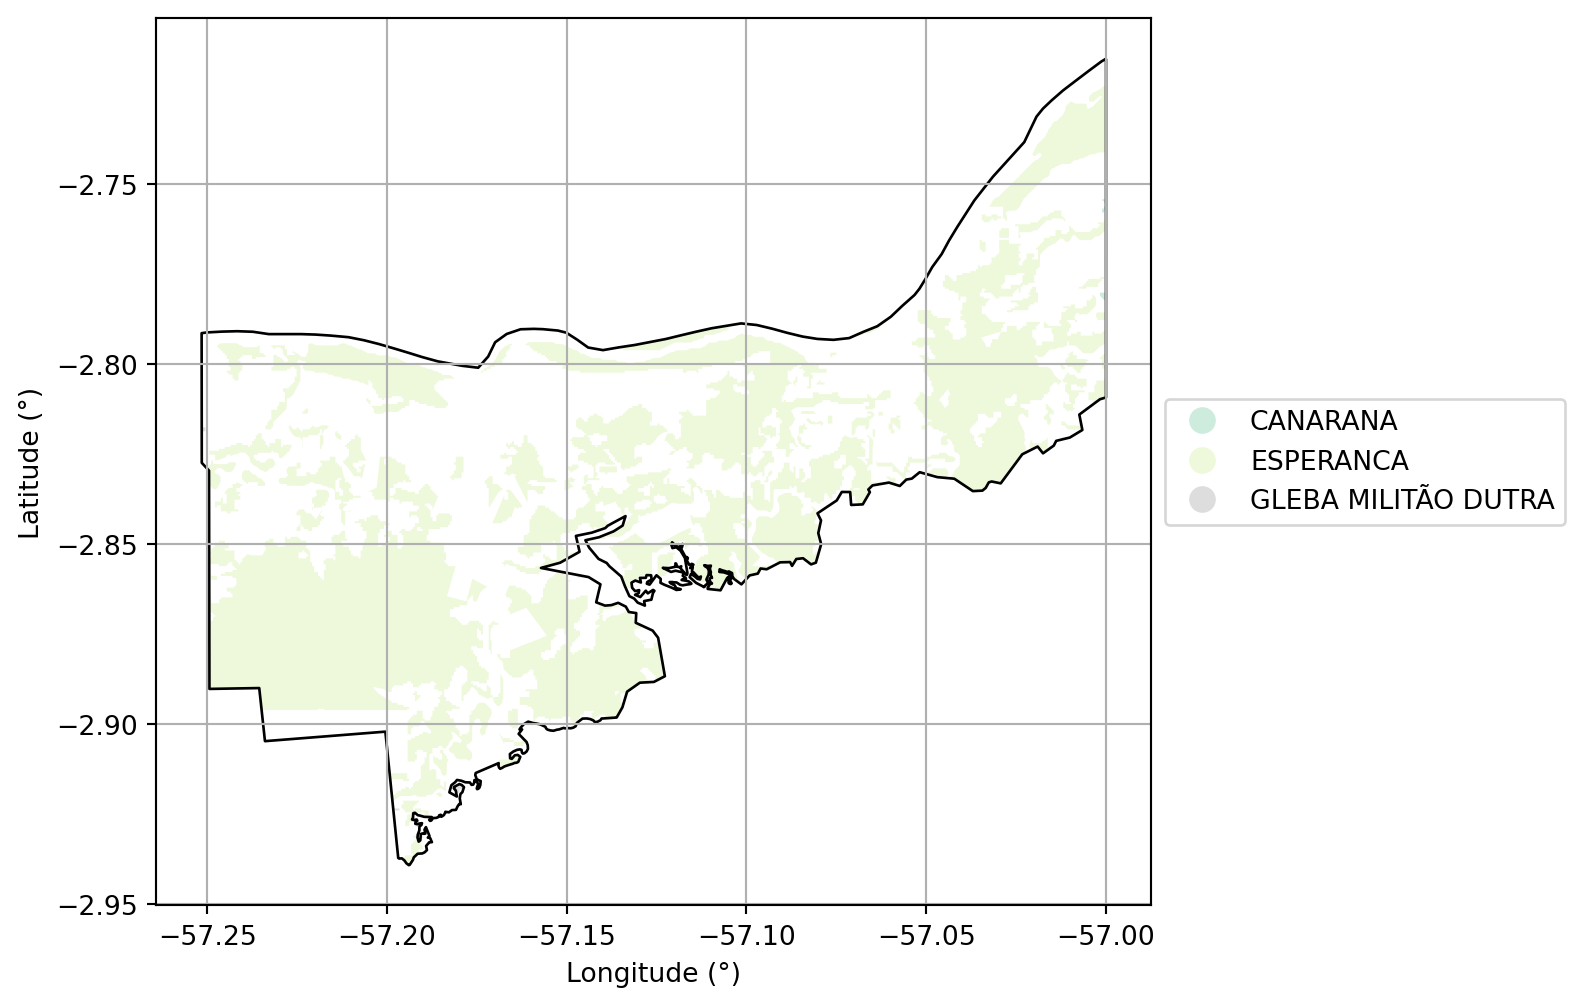 −2.75
−2.80
−2.85
−2.90
−2.95
Latitude (°)
−57.25
−57.20
−57.15
−57.10
−57.05
−57.00
Longitude (°)
CANARANA
ESPERANCA
GLEBA MILITÃO DUTRA